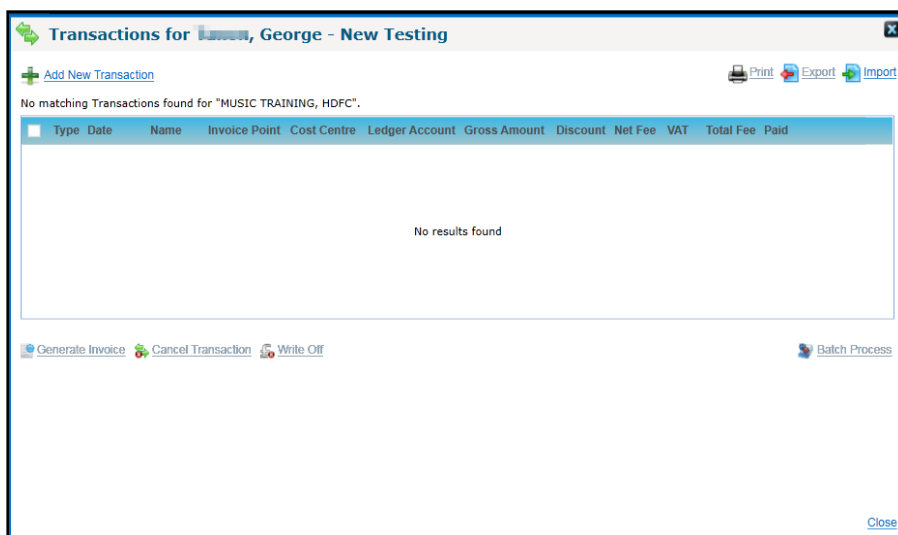 Transactions for , George - New Testing
Add New Transaction
Print Export Import
No matching Transactions found for "MUSIC TRAINING, HDFC".
Type Date Name Invoice Point Cost Centre Ledger Account Gross Amount Discount Net Fee VAT Total Fee Paid
No results found
Generate Invoice Cancel Transaction Write Off Batch Process
Close